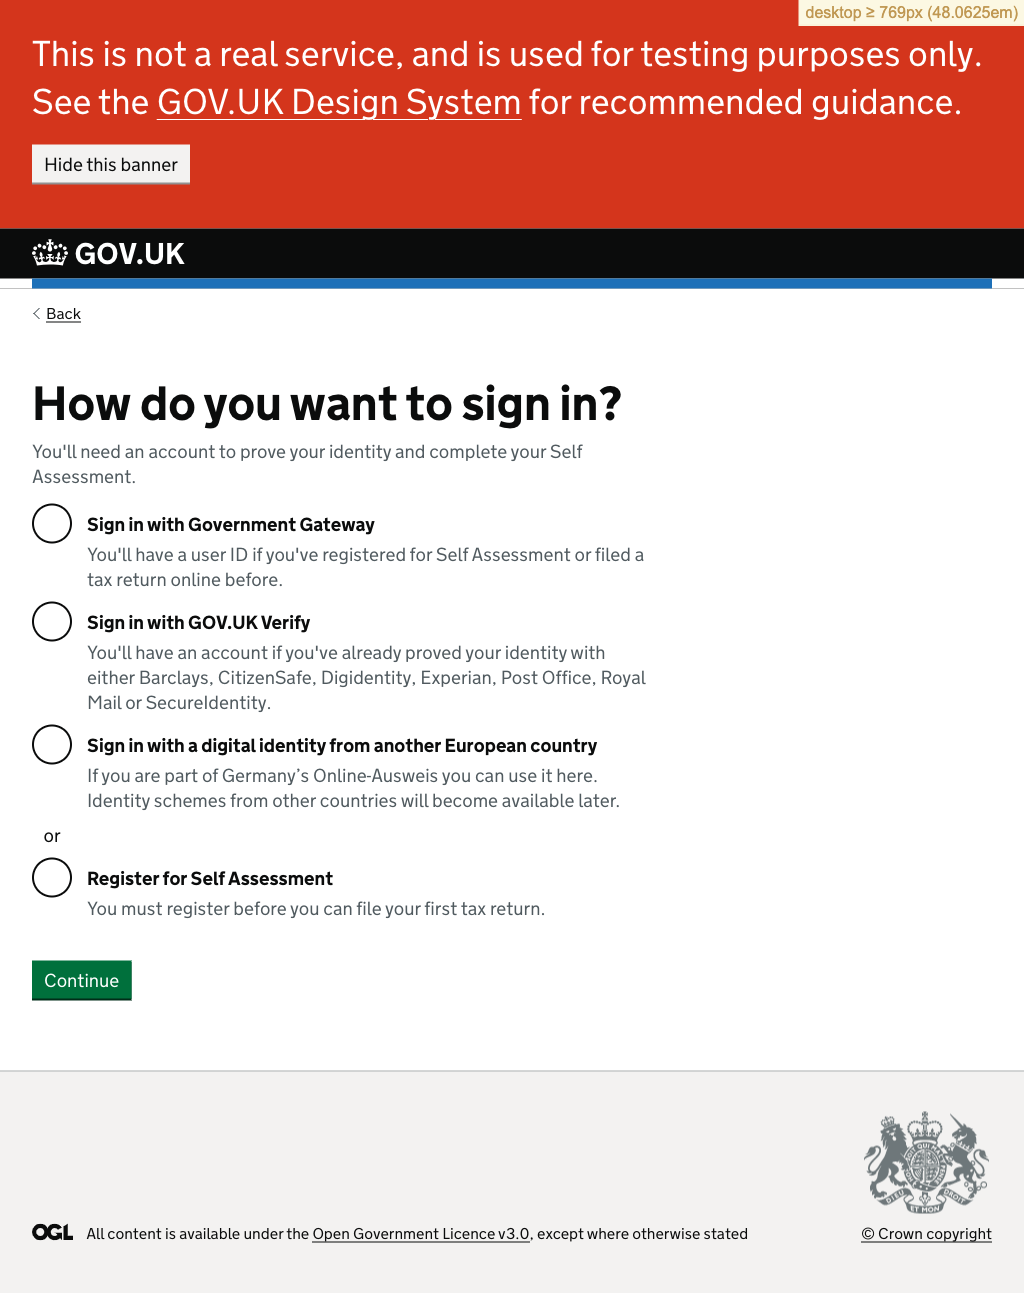 desktop ≥ 769px (48.0625em)
This is not a real service, and is used for testing purposes only.
See the GOV.UK Design System for recommended guidance.
Hide this banner
GOV.UK
Back
How do you want to sign in?
You'll need an account to prove your identity and complete your Self
Assessment.
Sign in with Government Gateway
You'll have a user ID if you've registered for Self Assessment or filed a
tax return online before.
Sign in with GOV.UK Verify
You'll have an account if you've already proved your identity with
either Barclays, CitizenSafe, Digidentity, Experian, Post Office, Royal
Mail or SecureIdentity.
Sign in with a digital identity from another European country
If you are part of Germany’s Online-Ausweis you can use it here.
Identity schemes from other countries will become available later.
or
Register for Self Assessment
You must register before you can file your first tax return.
Continue
DIEU ET MON DROIT
OGL All content is available under the Open Government Licence v3.0, except where otherwise stated
© Crown copyright